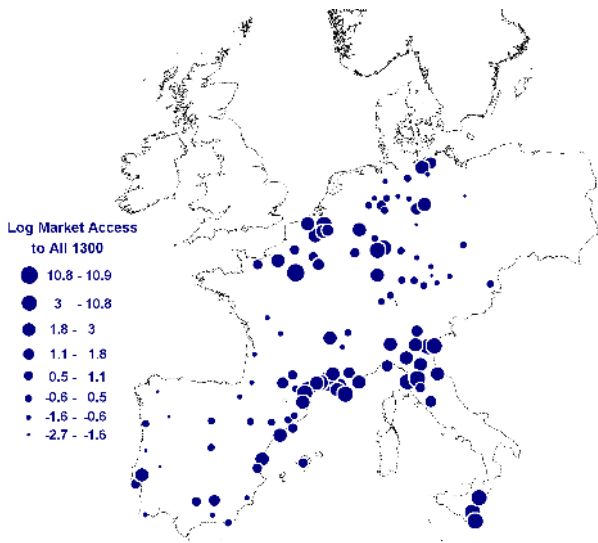 Log Market Access
to All 1300
10.8 - 10.9
3 - 10.8
1.8 - 3
1.1 - 1.8
0.5 - 1.1
-0.6 - 0.5
-1.6 - -0.6
-2.7 - -1.6